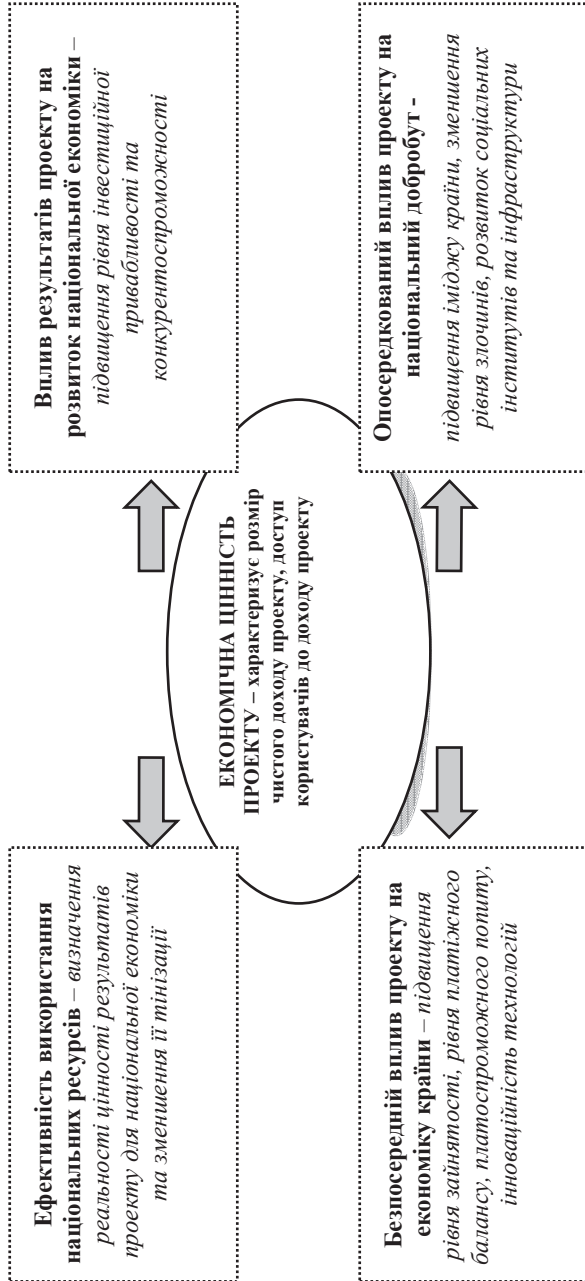 Ефективність використання
національних ресурсів – визначення
реальності цінності результатів
проекту для національної економіки
та зменшення її тінізації
Вплив результатів проекту на
розвиток національної економіки –
підвищення рівня інвестиційної
привабливості та
конкурентоспроможності
ЕКОНОМІЧНА ЦІННІСТЬ
ПРОЕКТУ – характеризує розмір
чистого доходу проекту, доступ
користувачів до доходу проекту
Безпосередній вплив проекту на
економіку країни – підвищення
рівня зайнятості, рівня платіжного
балансу, платоспроможного попиту,
інноваційність технологій
Опосередкований вплив проекту на
національний добробут -
підвищення іміджу країни, зменшення
рівня злочинів, розвиток соціальних
інститутів та інфраструктури